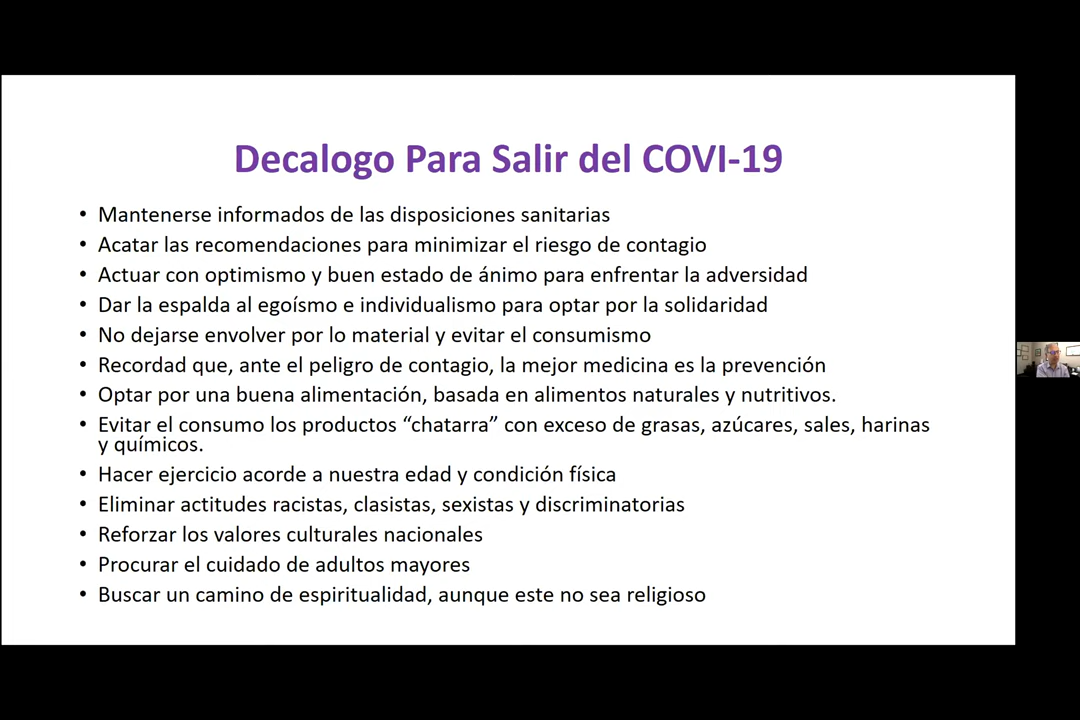 Decalogo Para Salir del COVI-19
• Mantenerse informados de las disposiciones sanitarias
• Acatar las recomendaciones para minimizar el riesgo de contagio
• Actuar con optimismo y buen estado de ánimo para enfrentar la adversidad
• Dar la espalda al egoísmo e individualismo para optar por la solidaridad
• No dejarse envolver por lo material y evitar el consumismo
• Recordad que, ante el peligro de contagio, la mejor medicina es la prevención
• Optar por una buena alimentación, basada en alimentos naturales y nutritivos.
• Evitar el consumo los productos “chatarra” con exceso de grasas, azúcares, sales, harinas
y químicos.
• Hacer ejercicio acorde a nuestra edad y condición física
• Eliminar actitudes racistas, clasistas, sexistas y discriminatorias
• Reforzar los valores culturales nacionales
• Procurar el cuidado de adultos mayores
• Buscar un camino de espiritualidad, aunque este no sea religioso